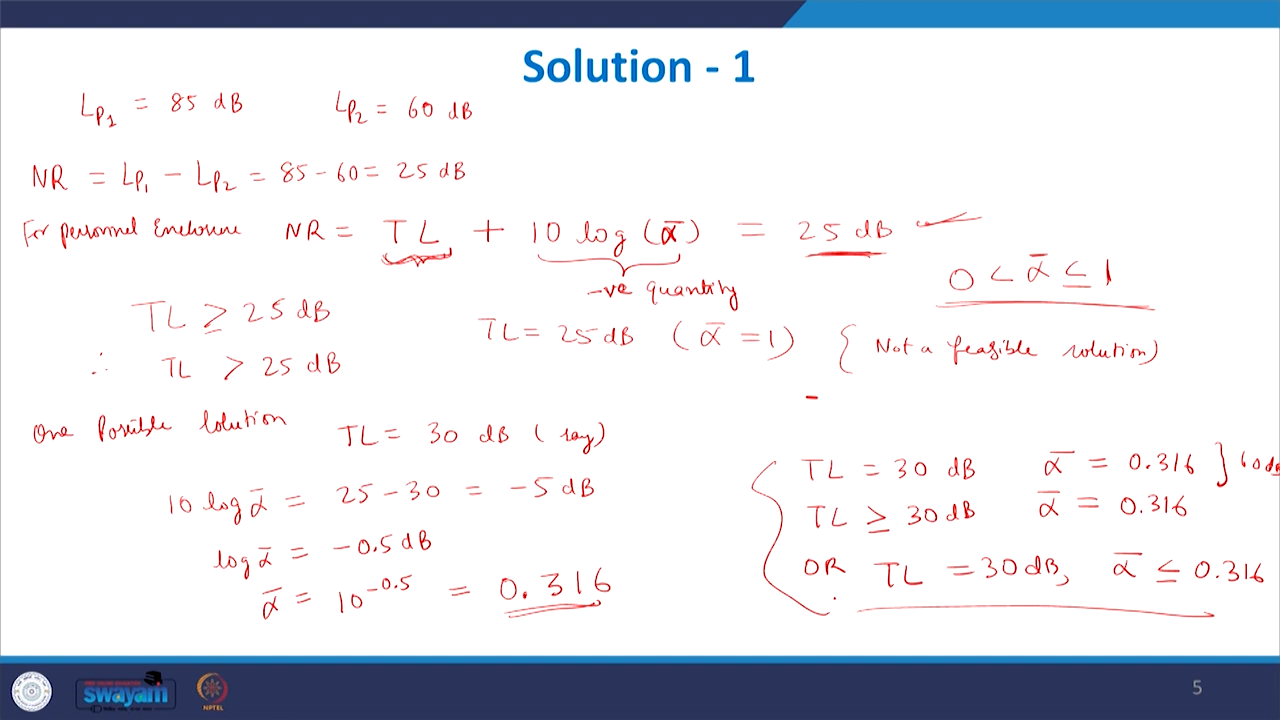 Solution - 1
Lp1 = 85 dB Lp2 = 60 dB
NR = Lp1 - Lp2 = 85 - 60 = 25 dB
For personnel Enclosure NR = TL + 10 log (ᾱ) = 25 dB
-ve quantity
0 < ᾱ ≤ 1
TL ≥ 25 dB
TL = 25 dB (ᾱ = 1) { Not a feasible solution)
∴ TL > 25 dB
One Possible Solution TL = 30 dB (say)
10 log ᾱ = 25 - 30 = -5 dB
log ᾱ = -0.5 dB
ᾱ = 10^-0.5 = 0.316
TL = 30 dB ᾱ = 0.316 } 60 dB
TL ≥ 30 dB ᾱ = 0.316
OR TL = 30 dB, ᾱ ≤ 0.316
swayam
NPTEL
5